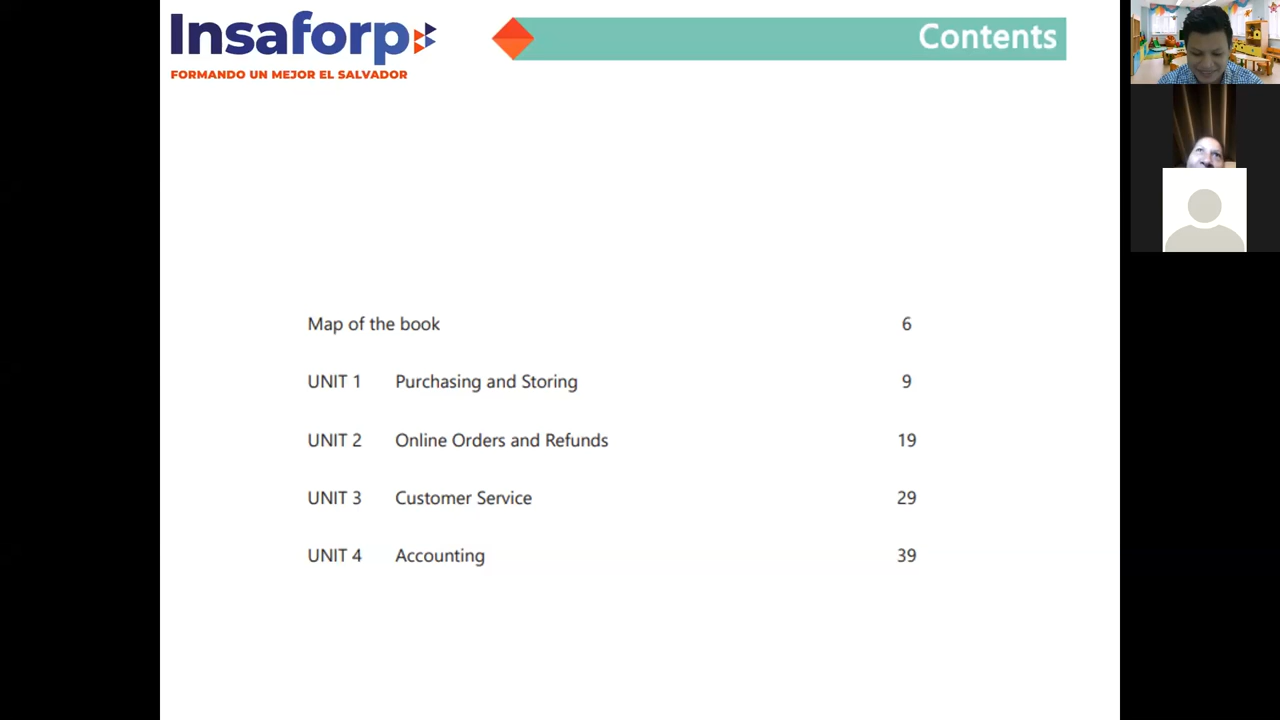 Insaforp
FORMANDO UN MEJOR EL SALVADOR
Contents
Map of the book 6
UNIT 1 Purchasing and Storing 9
UNIT 2 Online Orders and Refunds 19
UNIT 3 Customer Service 29
UNIT 4 Accounting 39